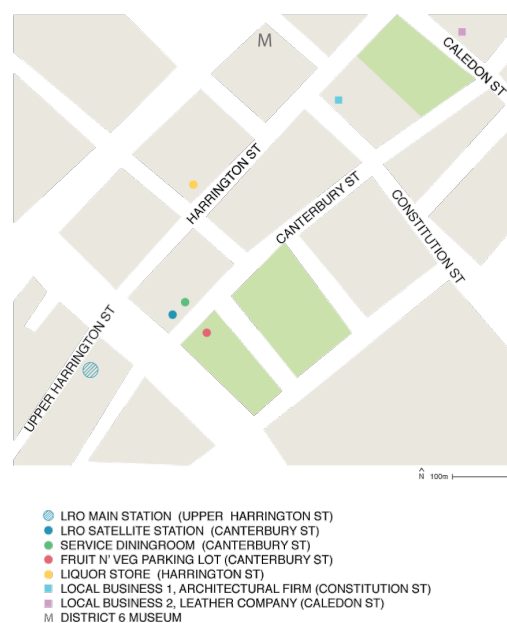 M
CALEDON ST
HARRINGTON ST
CANTERBURY ST
CONSTITUTION ST
UPPER HARRINGTON ST
^
N 100m
LRO MAIN STATION (UPPER HARRINGTON ST)
LRO SATELLITE STATION (CANTERBURY ST)
SERVICE DININGROOM (CANTERBURY ST)
FRUIT N' VEG PARKING LOT (CANTERBURY ST)
LIQUOR STORE (HARRINGTON ST)
LOCAL BUSINESS 1, ARCHITECTURAL FIRM (CONSTITUTION ST)
LOCAL BUSINESS 2, LEATHER COMPANY (CALEDON ST)
M DISTRICT 6 MUSEUM